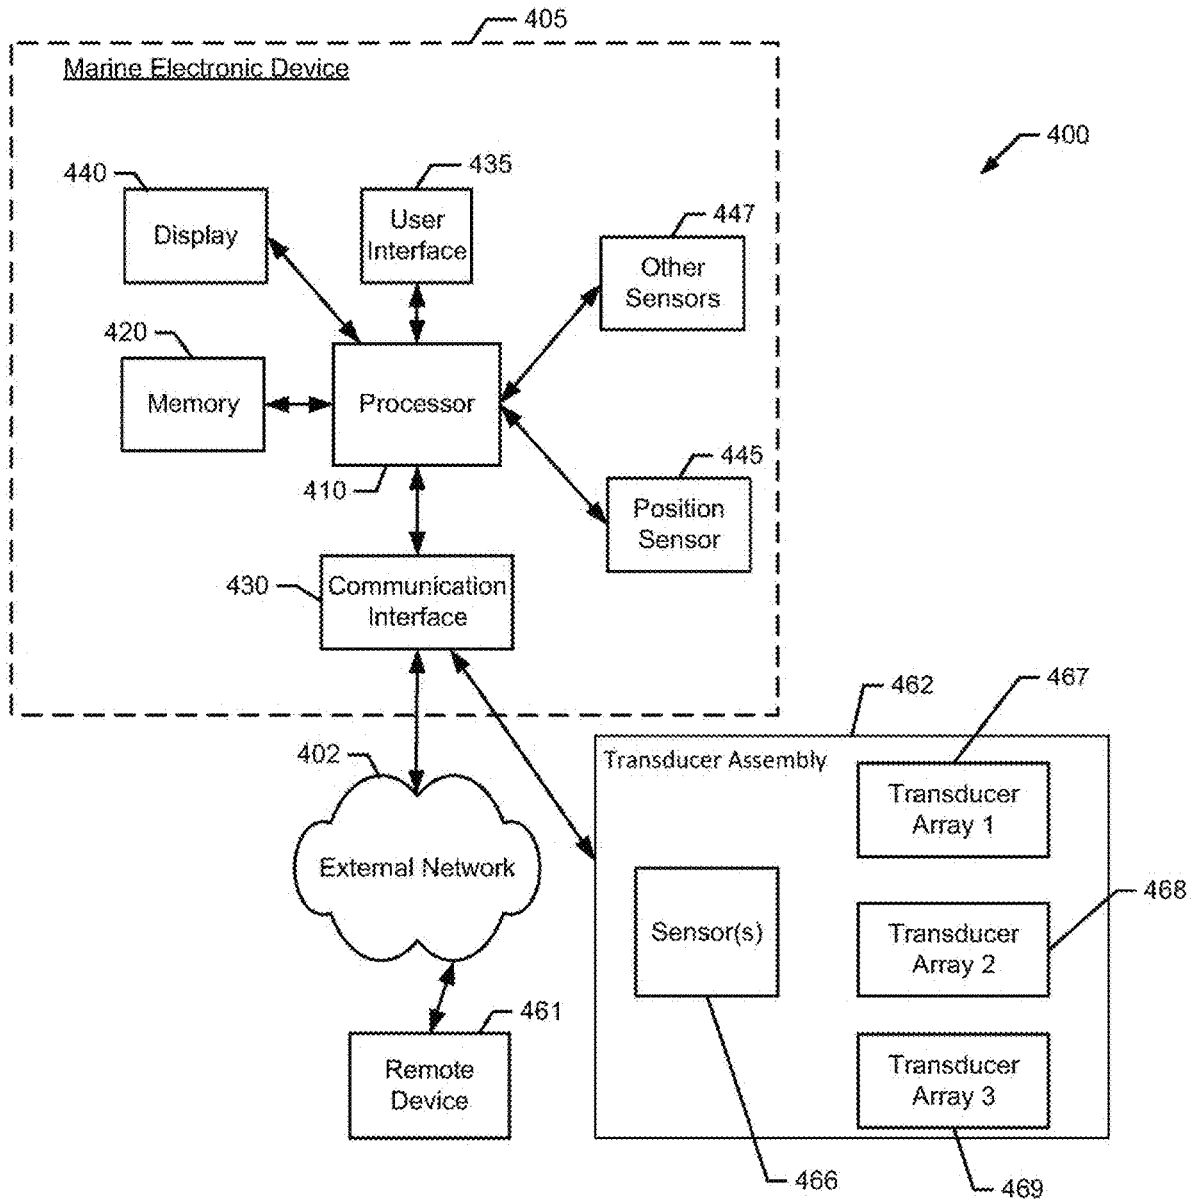 405
Marine Electronic Device
400
440
435
Display
User
Interface
447
Other
Sensors
420
Memory
Processor
410
445
Position
Sensor
430
Communication
Interface
462
467
402
Transducer Assembly
Transducer
Array 1
External Network
468
Sensor(s)
Transducer
Array 2
461
Remote
Device
Transducer
Array 3
466
469